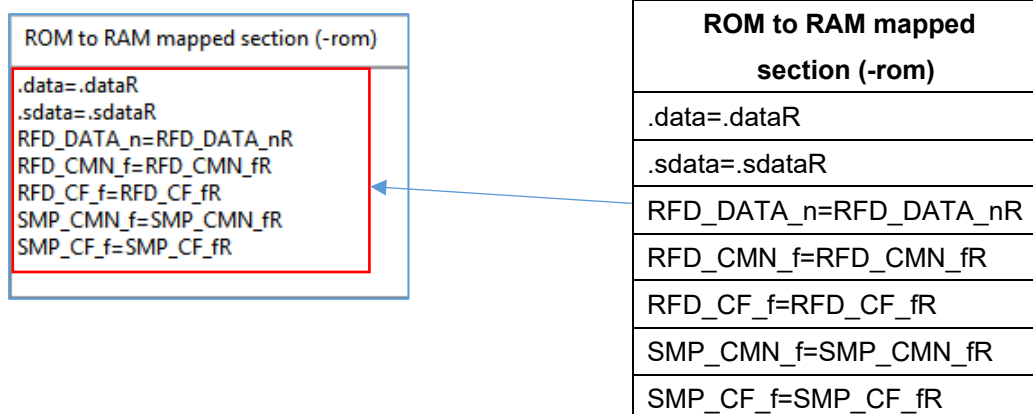 ROM to RAM mapped section (-rom)
.data=.dataR
.sdata=.sdataR
RFD_DATA_n=RFD_DATA_nR
RFD_CMN_f=RFD_CMN_fR
RFD_CF_f=RFD_CF_fR
SMP_CMN_f=SMP_CMN_fR
SMP_CF_f=SMP_CF_fR
ROM to RAM mapped
section (-rom)
.data=.dataR
.sdata=.sdataR
RFD_DATA_n=RFD_DATA_nR
RFD_CMN_f=RFD_CMN_fR
RFD_CF_f=RFD_CF_fR
SMP_CMN_f=SMP_CMN_fR
SMP_CF_f=SMP_CF_fR